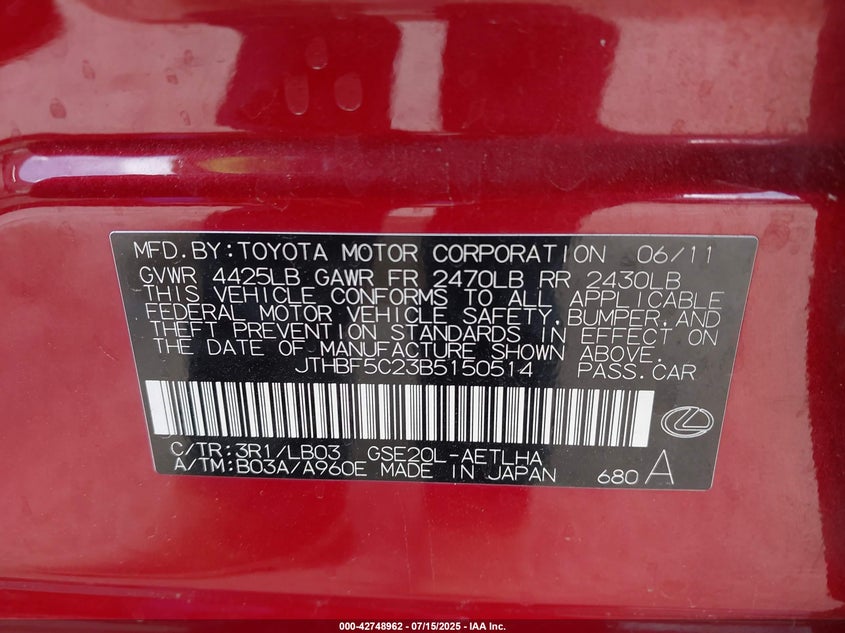 MFD. BY: TOYOTA MOTOR CORPORATION 06/11
GVWR 4425LB GAWR FR 2470LB RR 2430LB
THIS VEHICLE CONFORMS TO ALL APPLICABLE
FEDERAL MOTOR VEHICLE SAFETY, BUMPER, AND
THEFT PREVENTION STANDARDS IN EFFECT ON
THE DATE OF MANUFACTURE SHOWN ABOVE.
JTHBF5C23B5150514 PASS. CAR
C/TR: 3R1/LB03 GSE20L-AETLHA
A/TM: B03A/A960E MADE IN JAPAN 680 A
000-42748962 - 07/15/2025 - IAA Inc.